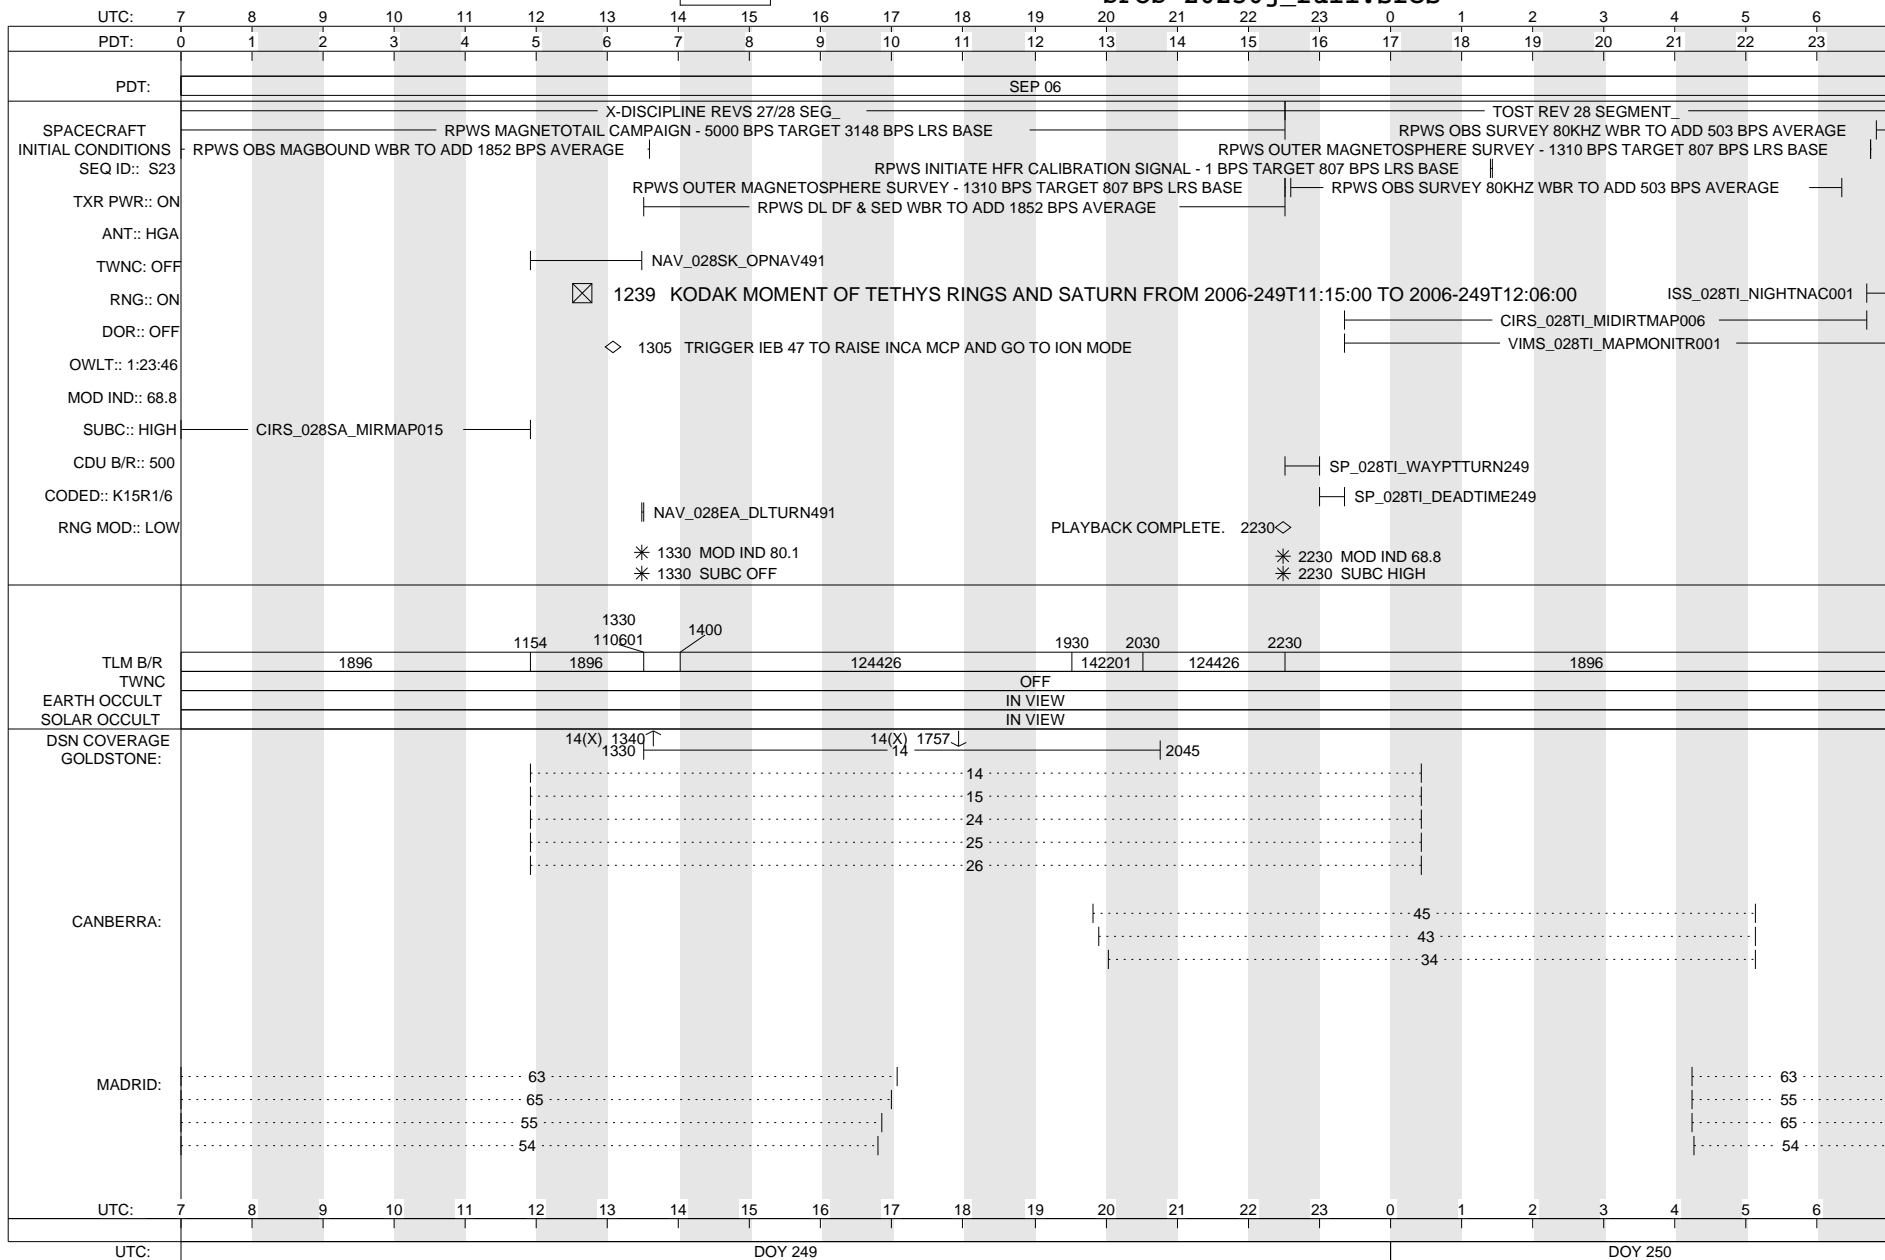 UTC: 7 8 9 10 11 12 13 14 15 16 17 18 19 20 21 22 23 0 1 2 3 4 5 6
PDT: 0 1 2 3 4 5 6 7 8 9 10 11 12 13 14 15 16 17 18 19 20 21 22 23
PDT: SEP 06
X-DISCIPLINE REVS 27/28 SEG_ TOST REV 28 SEGMENT_
SPACECRAFT RPWS MAGNETOTAIL CAMPAIGN - 5000 BPS TARGET 3148 BPS LRS BASE RPWS OBS SURVEY 80KHZ WBR TO ADD 503 BPS AVERAGE
INITIAL CONDITIONS RPWS OBS MAGBOUND WBR TO ADD 1852 BPS AVERAGE RPWS OUTER MAGNETOSPHERE SURVEY - 1310 BPS TARGET 807 BPS LRS BASE
SEQ ID:: S23 RPWS INITIATE HFR CALIBRATION SIGNAL - 1 BPS TARGET 807 BPS LRS BASE
RPWS OUTER MAGNETOSPHERE SURVEY - 1310 BPS TARGET 807 BPS LRS BASE RPWS OBS SURVEY 80KHZ WBR TO ADD 503 BPS AVERAGE
TXR PWR:: ON RPWS DL DF & SED WBR TO ADD 1852 BPS AVERAGE
ANT:: HGA
TWNC: OFF NAV_028SK_OPNAV491
RNG:: ON 1239 KODAK MOMENT OF TETHYS RINGS AND SATURN FROM 2006-249T11:15:00 TO 2006-249T12:06:00 ISS_028TI_NIGHTNAC001
CIRS_028TI_MIDIRTMAP006
DOR:: OFF
1305 TRIGGER IEB 47 TO RAISE INCA MCP AND GO TO ION MODE VIMS_028TI_MAPMONITR001
OWLT:: 1:23:46
MOD IND:: 68.8
SUBC:: HIGH CIRS_028SA_MIRMAP015
CDU B/R:: 500 SP_028TI_WAYPTTURN249
CODED:: K15R1/6 SP_028TI_DEADTIME249
NAV_028EA_DLTURN491
RNG MOD:: LOW PLAYBACK COMPLETE. 2230
1330 MOD IND 80.1 2230 MOD IND 68.8
1330 SUBC OFF 2230 SUBC HIGH
1330
1154 110601 1400 1930 2030 2230
TLM B/R 1896 1896 124426 142201 124426 1896
TWNC OFF
EARTH OCCULT IN VIEW
SOLAR OCCULT IN VIEW
DSN COVERAGE 14(X) 1340 14(X) 1757
GOLDSTONE: 1330 14 2045
14
15
24
25
26
CANBERRA: 45
43
34
MADRID: 63 63
65 55
55 65
54 54
UTC: 7 8 9 10 11 12 13 14 15 16 17 18 19 20 21 22 23 0 1 2 3 4 5 6
UTC: DOY 249 DOY 250